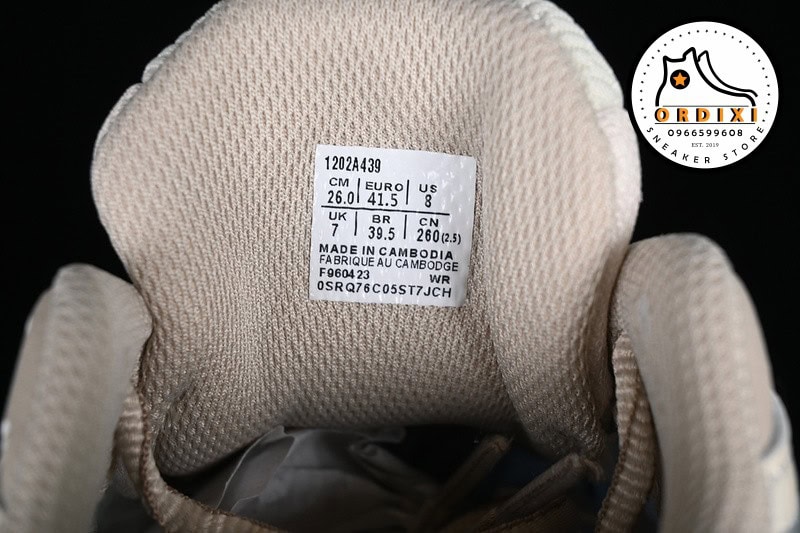 1202A439
CM EURO US
26.0 41.5 8
UK BR CN
7 39.5 260(2.5)
MADE IN CAMBODIA
FABRIQUE AU CAMBODGE
F960423 WR
0SRQ76C05ST7JCH
ORDIXI
0966599608
EST. 2019
SNEAKER STORE